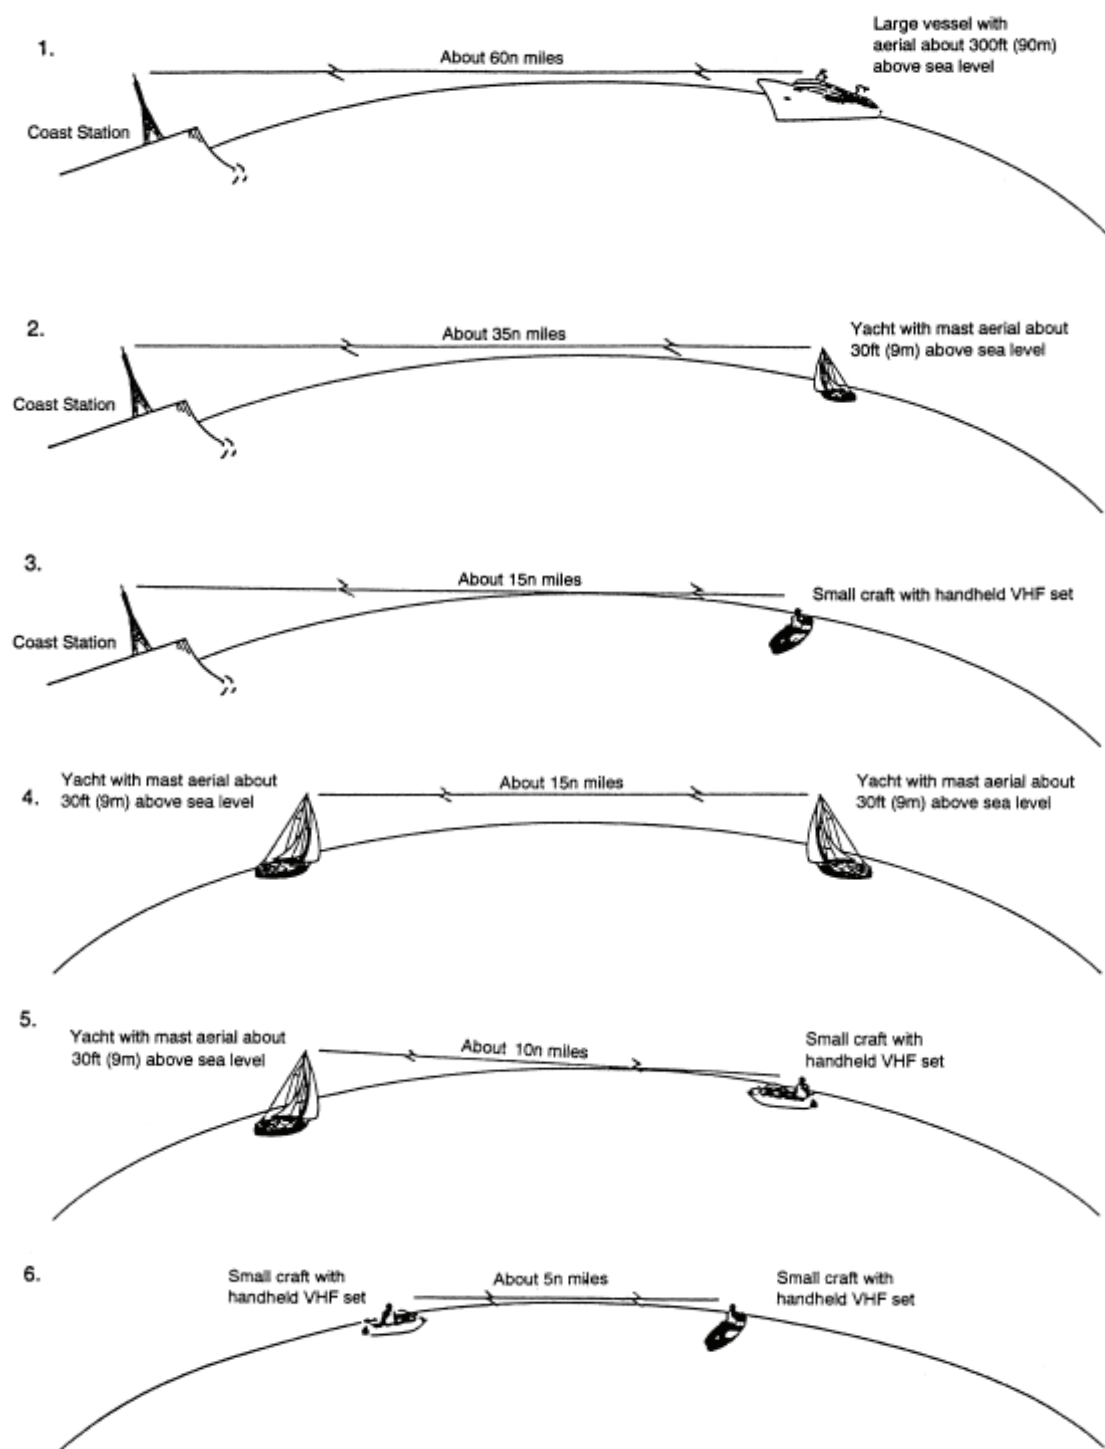 1.
About 60n miles
Large vessel with
aerial about 300ft (90m)
above sea level
Coast Station
2.
About 35n miles
Yacht with mast aerial about
30ft (9m) above sea level
Coast Station
3.
About 15n miles
Small craft with handheld VHF set
Coast Station
4.
Yacht with mast aerial about
30ft (9m) above sea level
About 15n miles
Yacht with mast aerial about
30ft (9m) above sea level
5.
Yacht with mast aerial about
30ft (9m) above sea level
About 10n miles
Small craft with
handheld VHF set
6.
Small craft with
handheld VHF set
About 5n miles
Small craft with
handheld VHF set